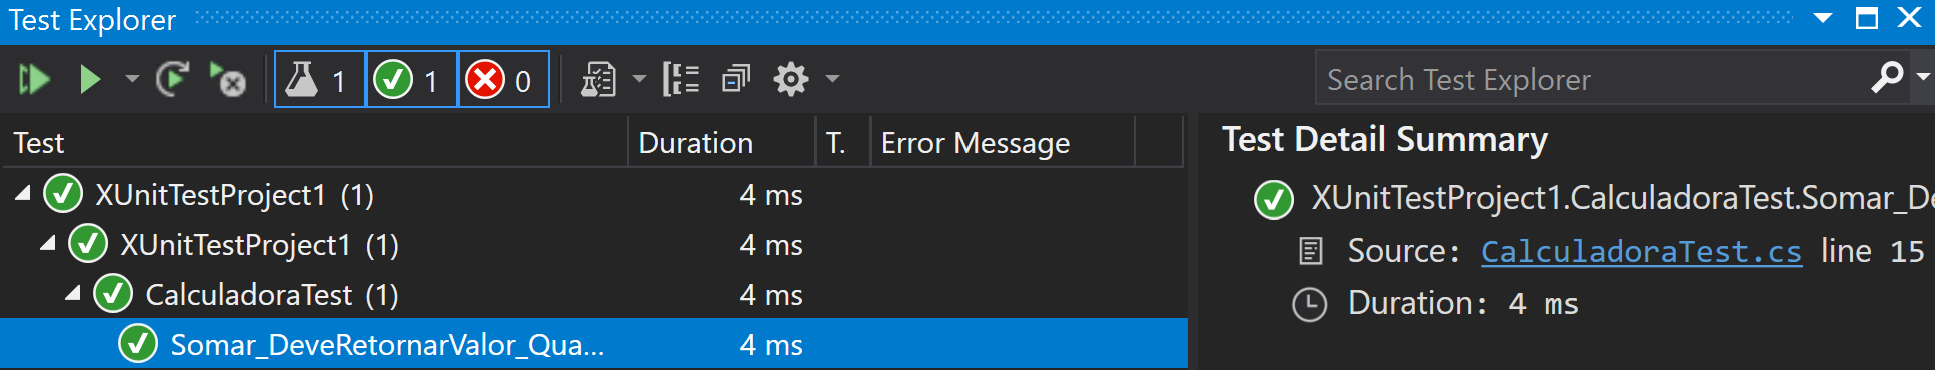 Test Explorer
1 1 0 Search Test Explorer
Test Duration T. Error Message
XUnitTestProject1 (1) 4 ms
XUnitTestProject1 (1) 4 ms
CalculadoraTest (1) 4 ms
Somar_DeveRetornarValor_Qua... 4 ms
Test Detail Summary
XUnitTestProject1.CalculadoraTest.Somar_De
Source: CalculadoraTest.cs line 15
Duration: 4 ms